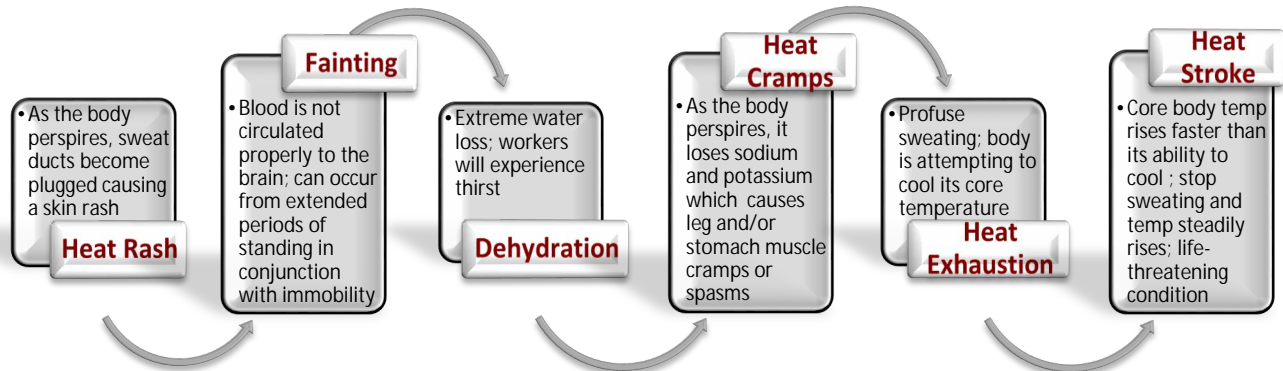 • As the body
perspires, sweat
ducts become
plugged causing
a skin rash
Heat Rash
Fainting
• Blood is not
circulated
properly to the
brain; can occur
from extended
periods of
standing in
conjunction
with immobility
• Extreme water
loss; workers
will experience
thirst
Dehydration
Heat
Cramps
• As the body
perspires, it
loses sodium
and potassium
which causes
leg and/or
stomach muscle
cramps or
spasms
• Profuse
sweating; body
is attempting to
cool its core
temperature
Heat
Exhaustion
Heat
Stroke
• Core body temp
rises faster than
its ability to
cool ; stop
sweating and
temp steadily
rises; life-
threatening
condition